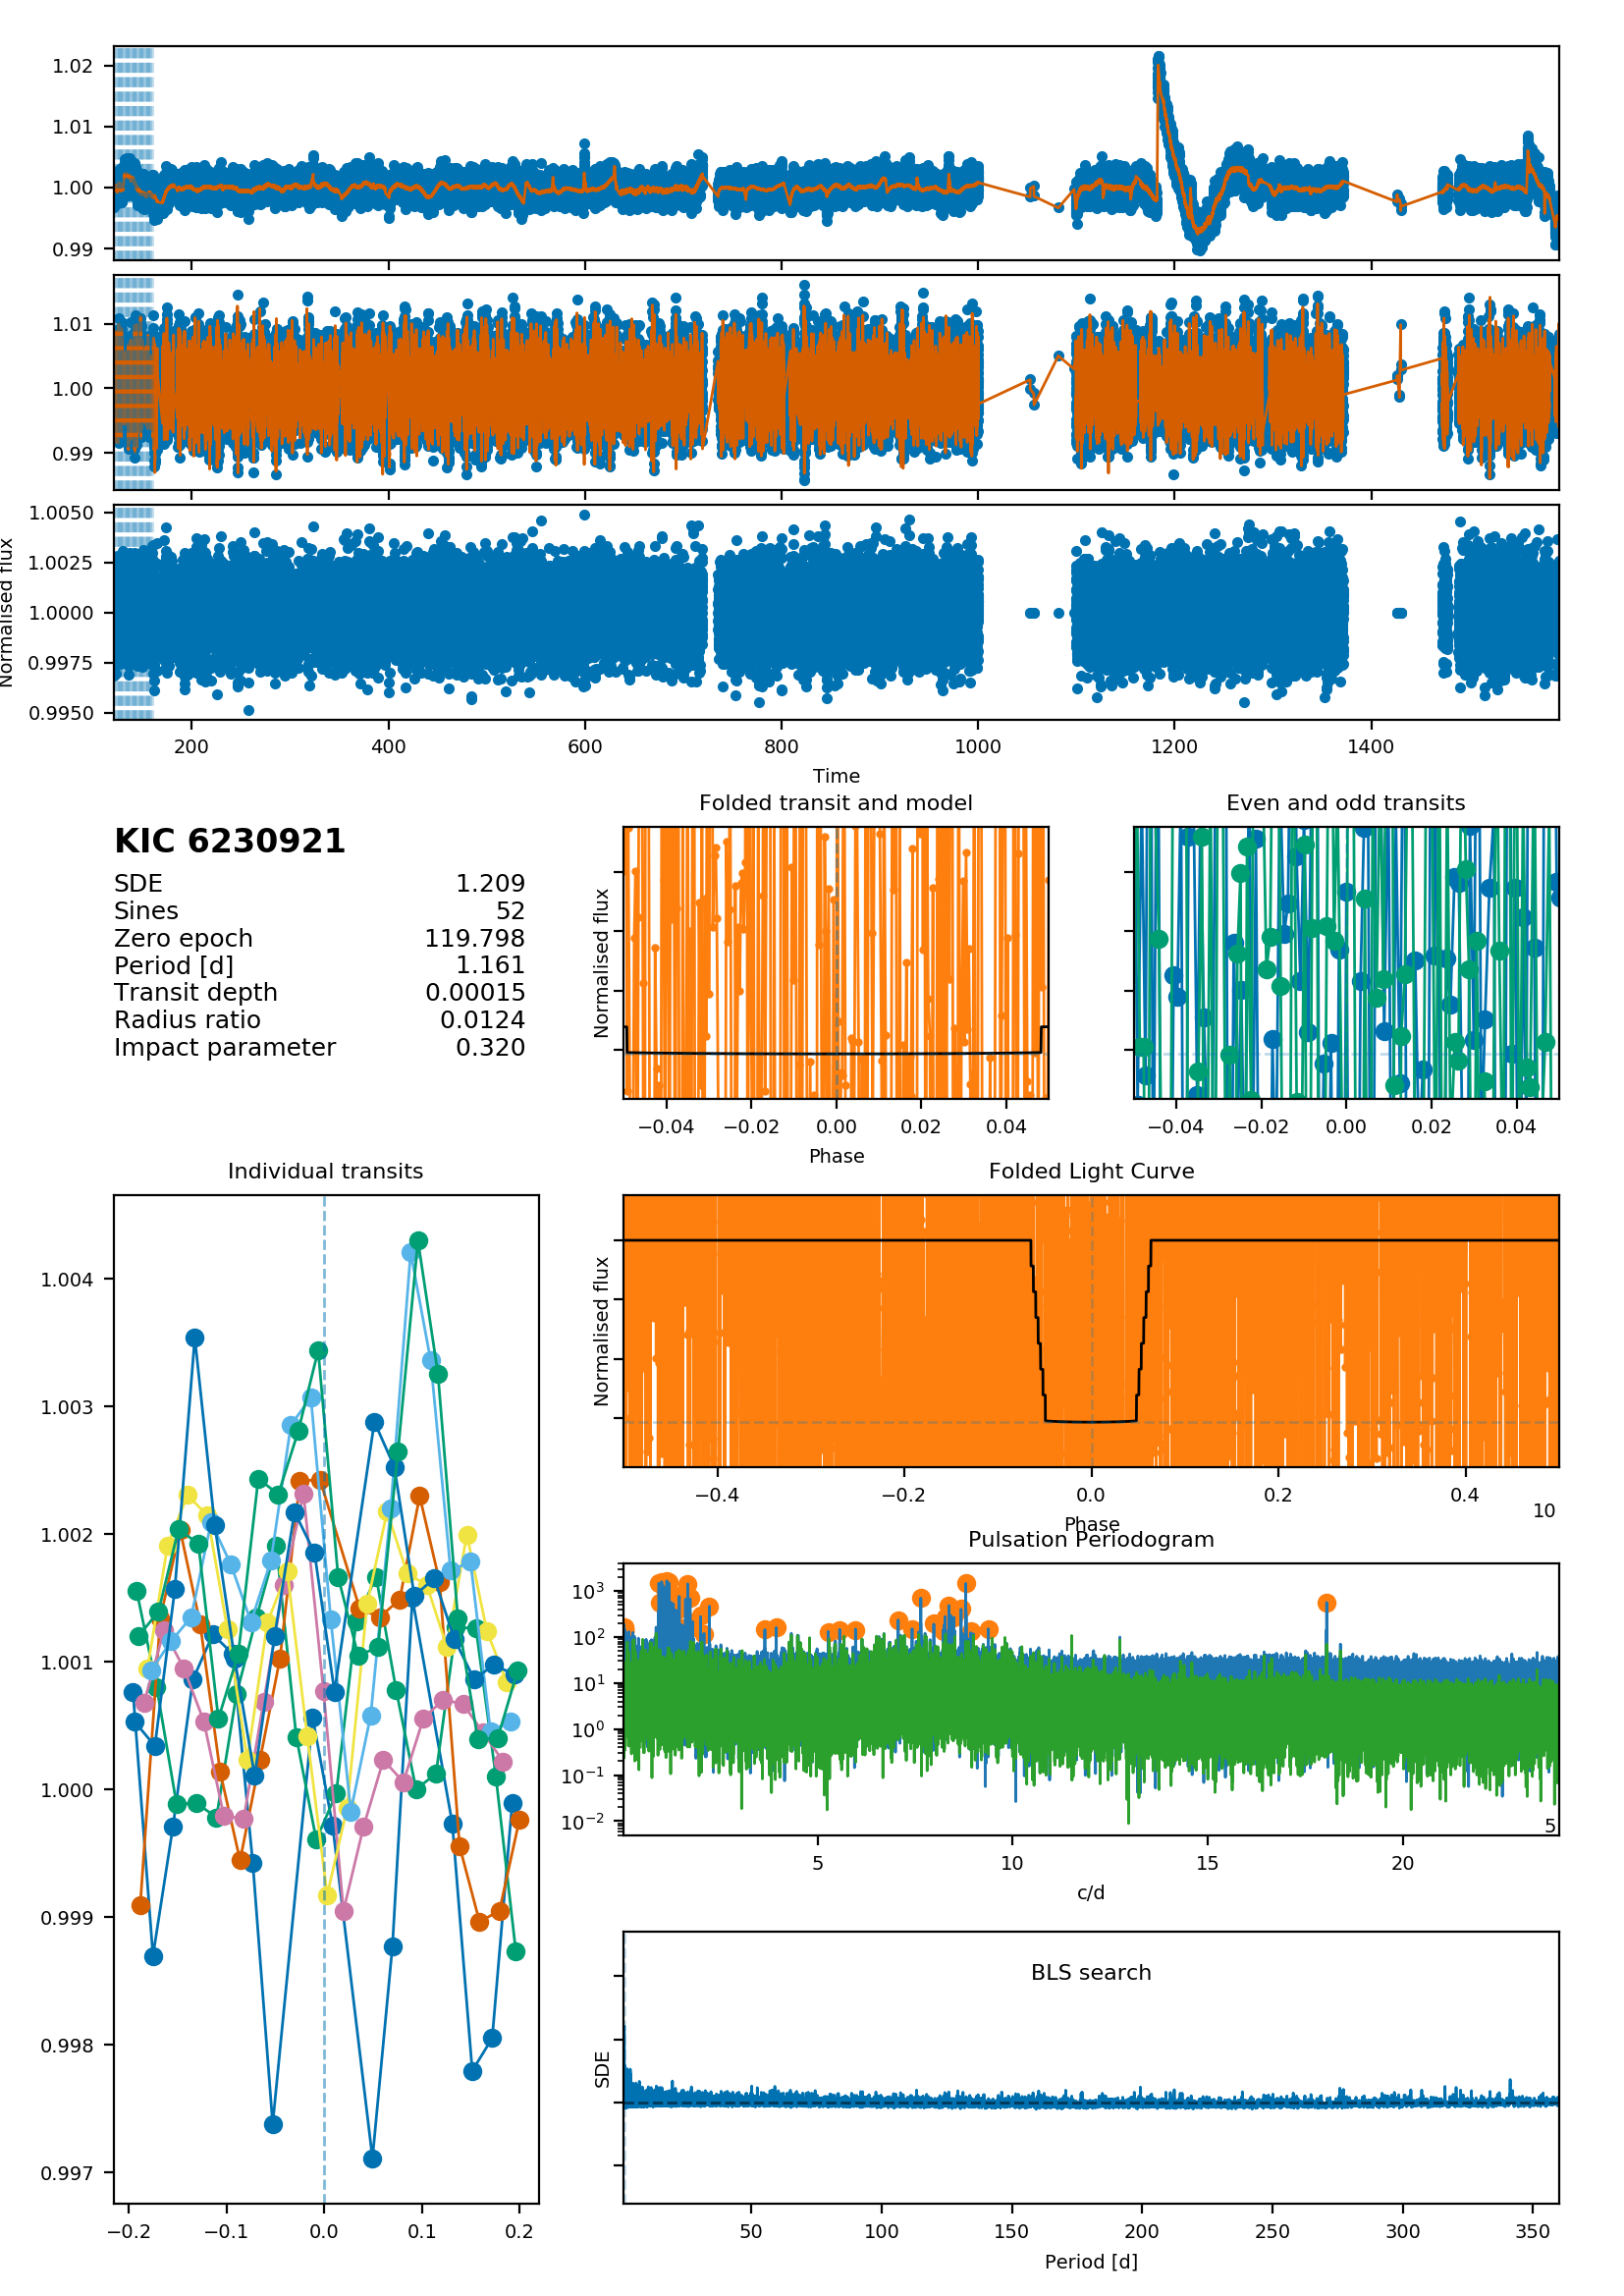 1.02
1.01
1.00
0.99
1.01
1.00
0.99
1.0050
1.0025
1.0000
0.9975
0.9950
Normalised flux
200 400 600 800 1000 1200 1400
Time
KIC 6230921
SDE 1.209
Sines 52
Zero epoch 119.798
Period [d] 1.161
Transit depth 0.00015
Radius ratio 0.0124
Impact parameter 0.320
Folded transit and model
Normalised flux
−0.04 −0.02 0.00 0.02 0.04
Phase
Even and odd transits
−0.04 −0.02 0.00 0.02 0.04
Individual transits
1.004
1.003
1.002
1.001
1.000
0.999
0.998
0.997
−0.2 −0.1 0.0 0.1 0.2
Folded Light Curve
Normalised flux
−0.4 −0.2 0.0 0.2 0.4
10
Phase
Pulsation Periodogram
10³
10²
10¹
10⁰
10⁻¹
10⁻²
5
5 10 15 20
c/d
BLS search
SDE
50 100 150 200 250 300 350
Period [d]